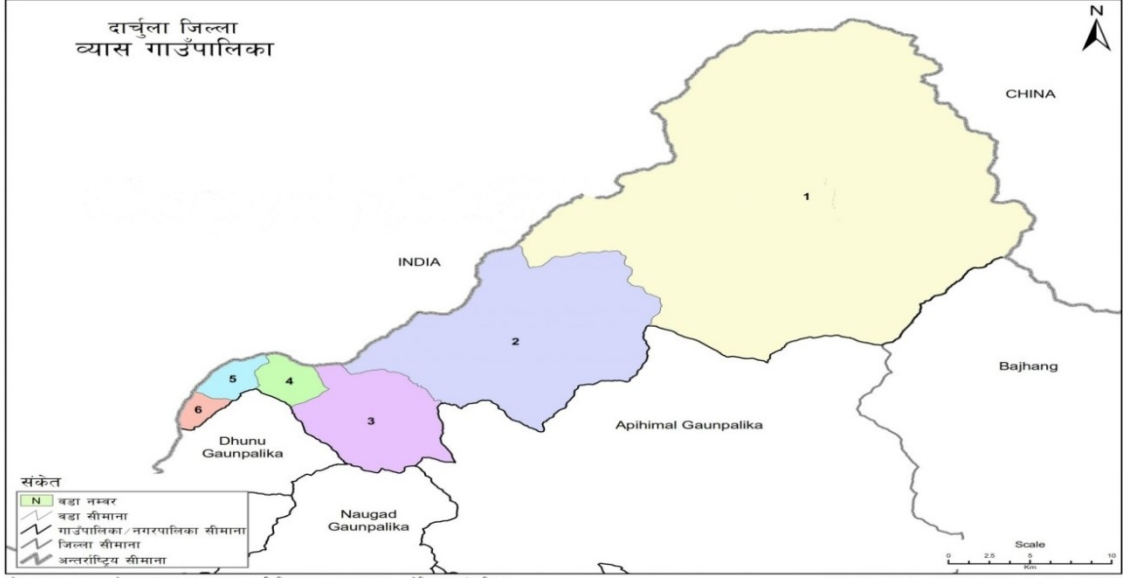 दार्चुला जिल्ला
व्यास गाउँपालिका
N
CHINA
1
INDIA
2
5
4
6
3
Bajhang
Apihimal Gaunpalika
Dhunu
Gaunpalika
Naugad
Gaunpalika
संकेत
N वडा नम्बर
वडा सीमाना
गाउँपालिका/नगरपालिका सीमाना
जिल्ला सीमाना
अन्तर्राष्ट्रिय सीमाना
Scale
0 2.5 5 10
Km